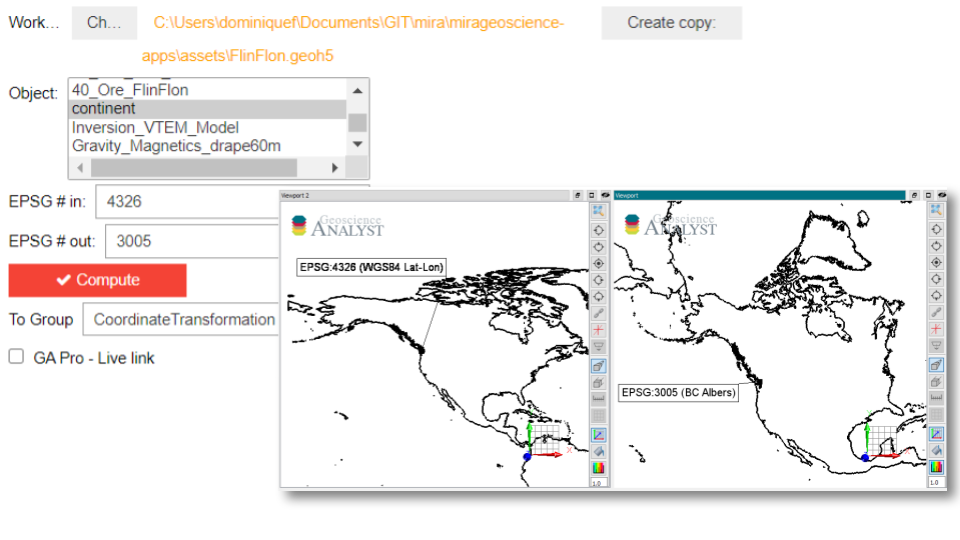 Work...
Ch...
C:\Users\dominiquef\Documents\GIT\mira\mirageoscience-
apps\assets\FlinFlon.geoh5
Create copy:
Object:
40_Ore_FlinFlon
continent
Inversion_VTEM_Model
Gravity_Magnetics_drape60m
EPSG # in:
4326
EPSG # out:
3005
✔ Compute
To Group
CoordinateTransformation
GA Pro - Live link
Viewport 2
Geoscience
ANALYST
EPSG:4326 (WGS84 Lat-Lon)
X
1.0
Viewport
Geoscience
ANALYST
EPSG:3005 (BC Albers)
X
1.0